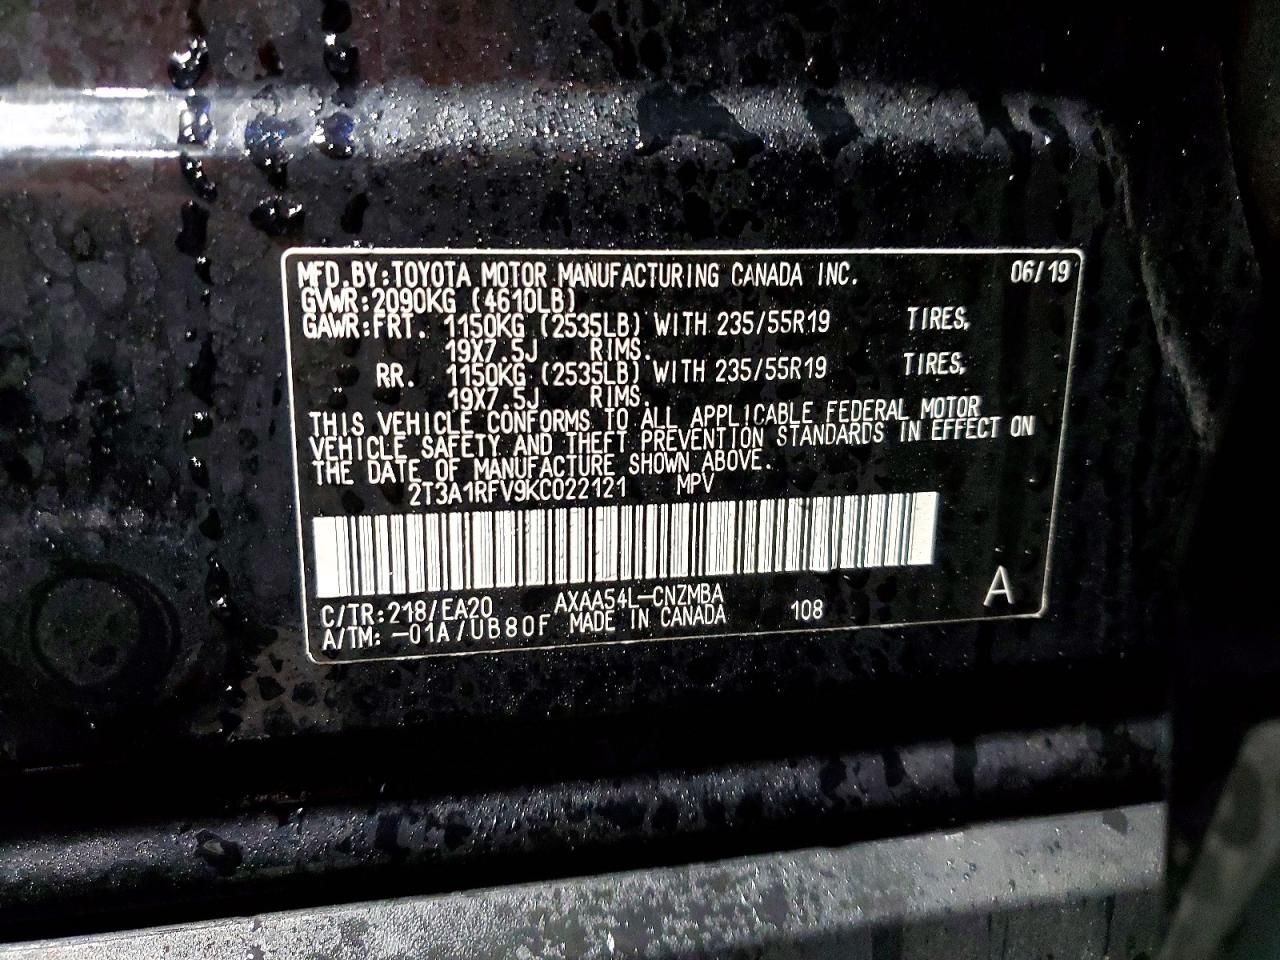 MFD.BY:TOYOTA MOTOR MANUFACTURING CANADA INC. 06/19
GVWR:2090KG (4610LB)
GAWR:FRT. 1150KG (2535LB) WITH 235/55R19 TIRES,
19X7.5J RIMS.
RR. 1150KG (2535LB) WITH 235/55R19 TIRES,
19X7.5J RIMS.
THIS VEHICLE CONFORMS TO ALL APPLICABLE FEDERAL MOTOR
VEHICLE SAFETY AND THEFT PREVENTION STANDARDS IN EFFECT ON
THE DATE OF MANUFACTURE SHOWN ABOVE.
2T3A1RFV9KC022121 MPV
C/TR:218/EA20 AXAA54L-CNZMBA 108 A
A/TM: -01A/UB80F MADE IN CANADA